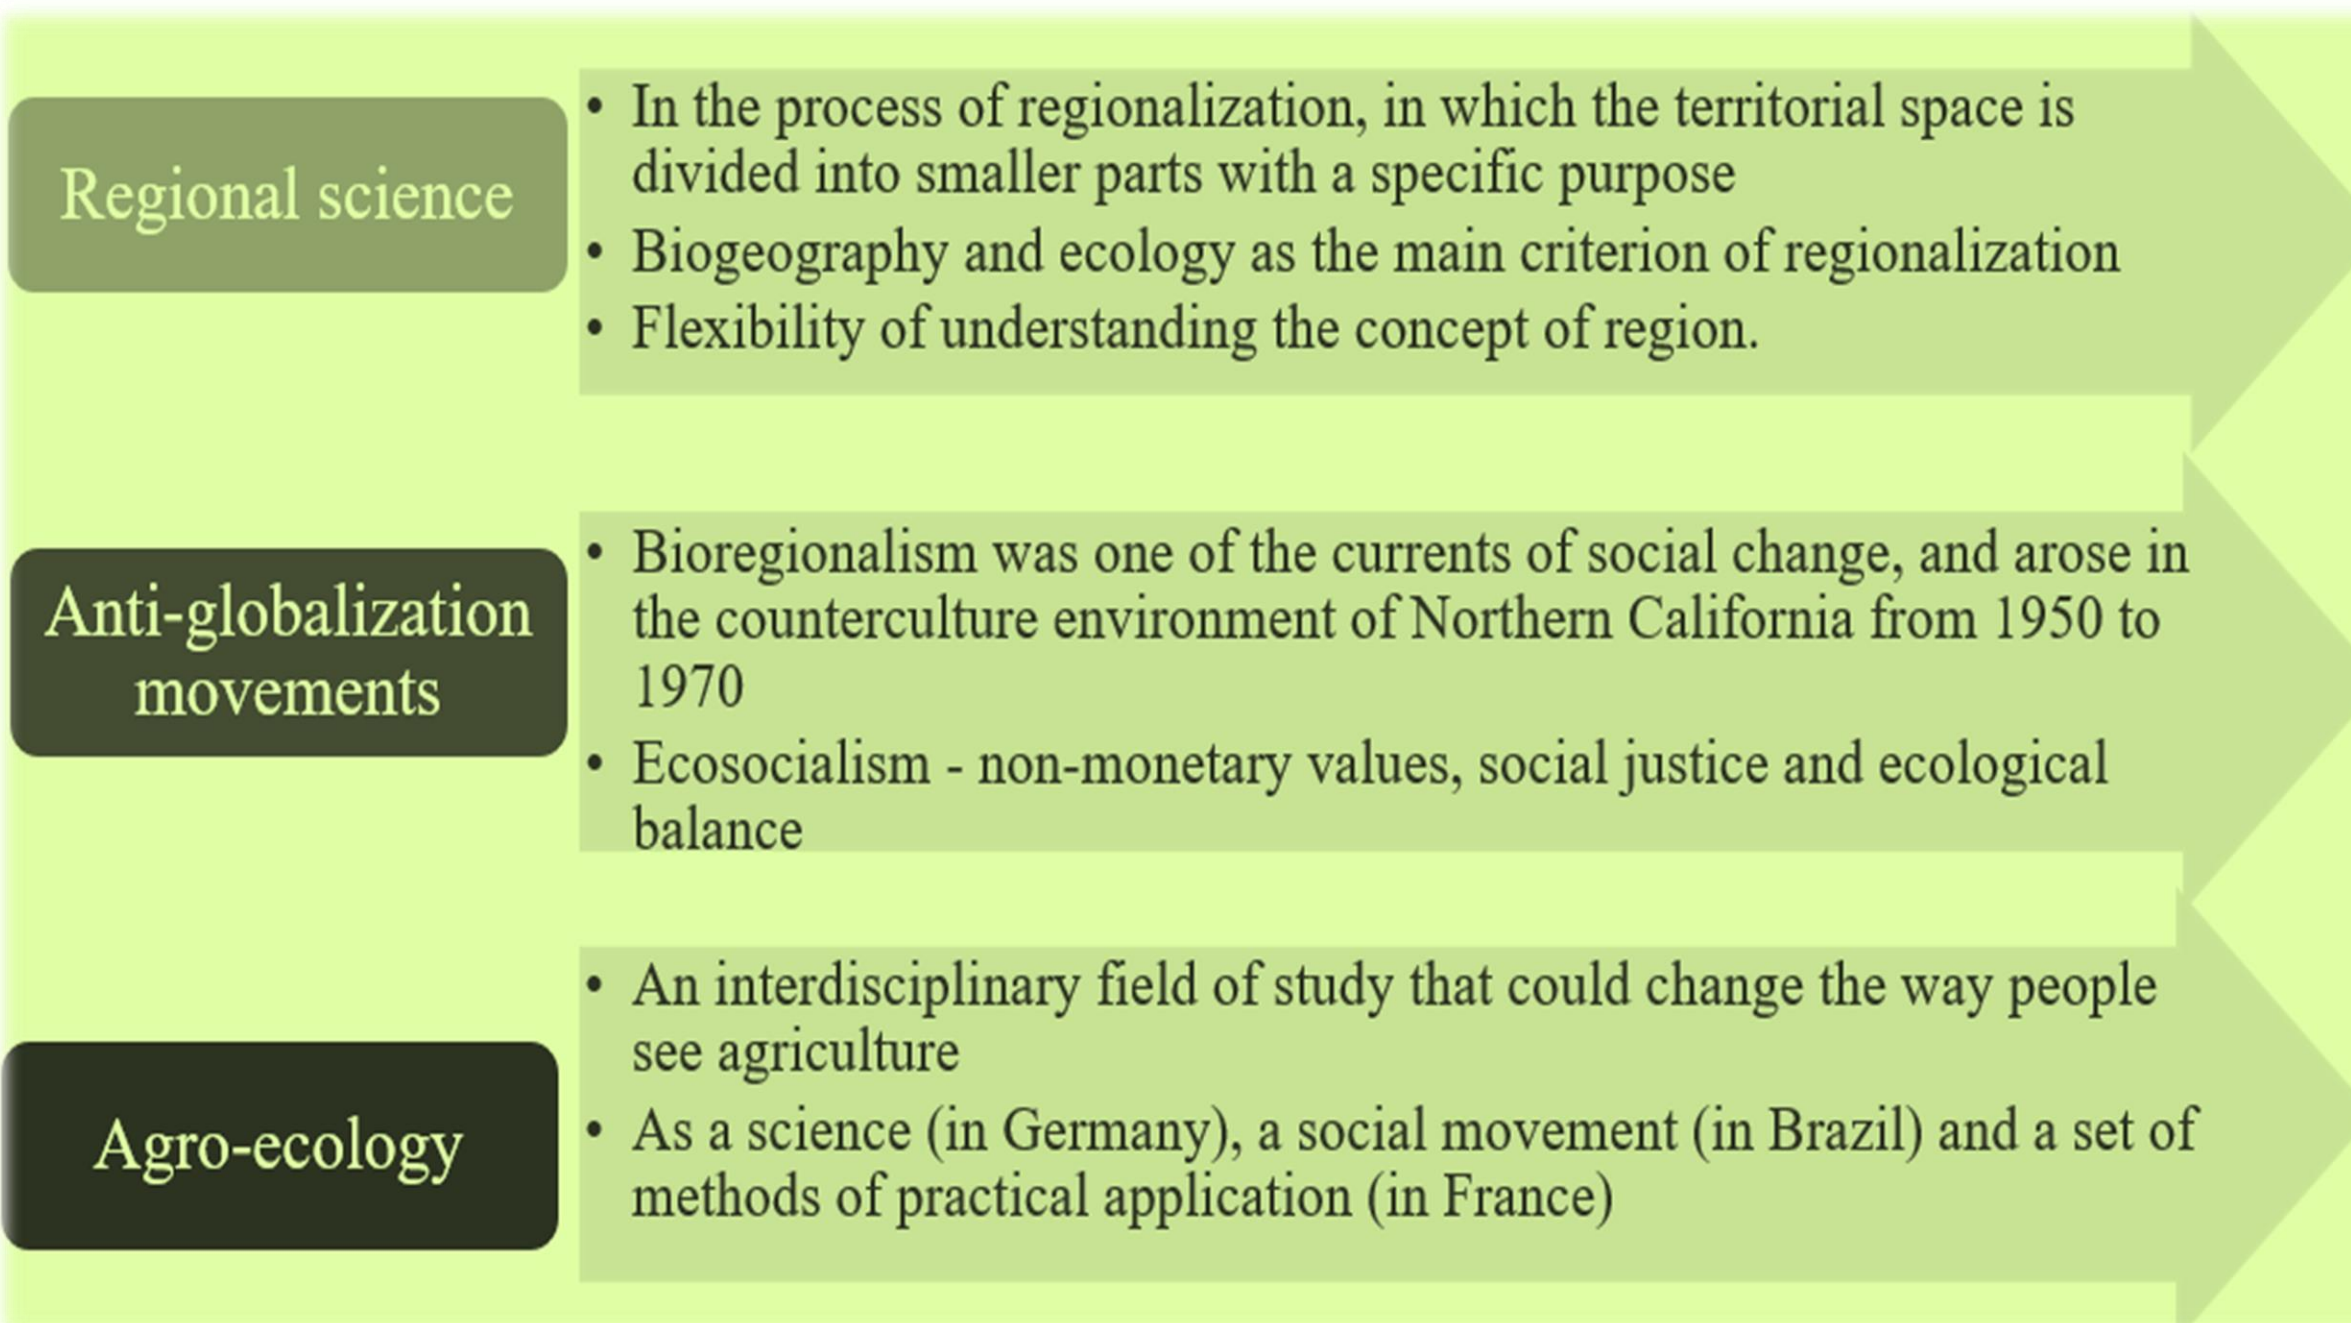 Regional science
• In the process of regionalization, in which the territorial space is
divided into smaller parts with a specific purpose
• Biogeography and ecology as the main criterion of regionalization
• Flexibility of understanding the concept of region.
Anti-globalization
movements
• Bioregionalism was one of the currents of social change, and arose in
the counterculture environment of Northern California from 1950 to
1970
• Ecosocialism - non-monetary values, social justice and ecological
balance
Agro-ecology
• An interdisciplinary field of study that could change the way people
see agriculture
• As a science (in Germany), a social movement (in Brazil) and a set of
methods of practical application (in France)